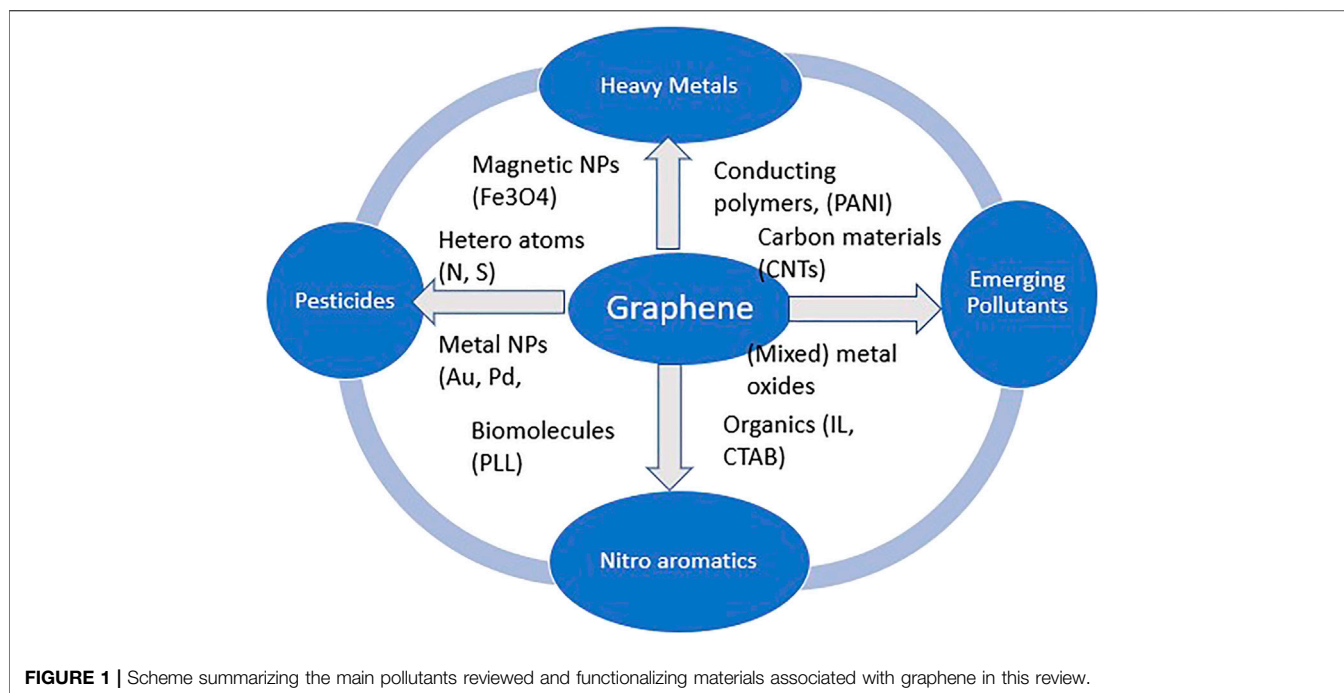 Heavy Metals
Magnetic NPs
(Fe3O4)
Conducting
polymers, (PANI)
Hetero atoms
(N, S)
Carbon materials
(CNTs)
Pesticides
Graphene
Emerging
Pollutants
Metal NPs
(Au, Pd,
(Mixed) metal
oxides
Biomolecules
(PLL)
Organics (IL,
CTAB)
Nitro aromatics
FIGURE 1 | Scheme summarizing the main pollutants reviewed and functionalizing materials associated with graphene in this review.